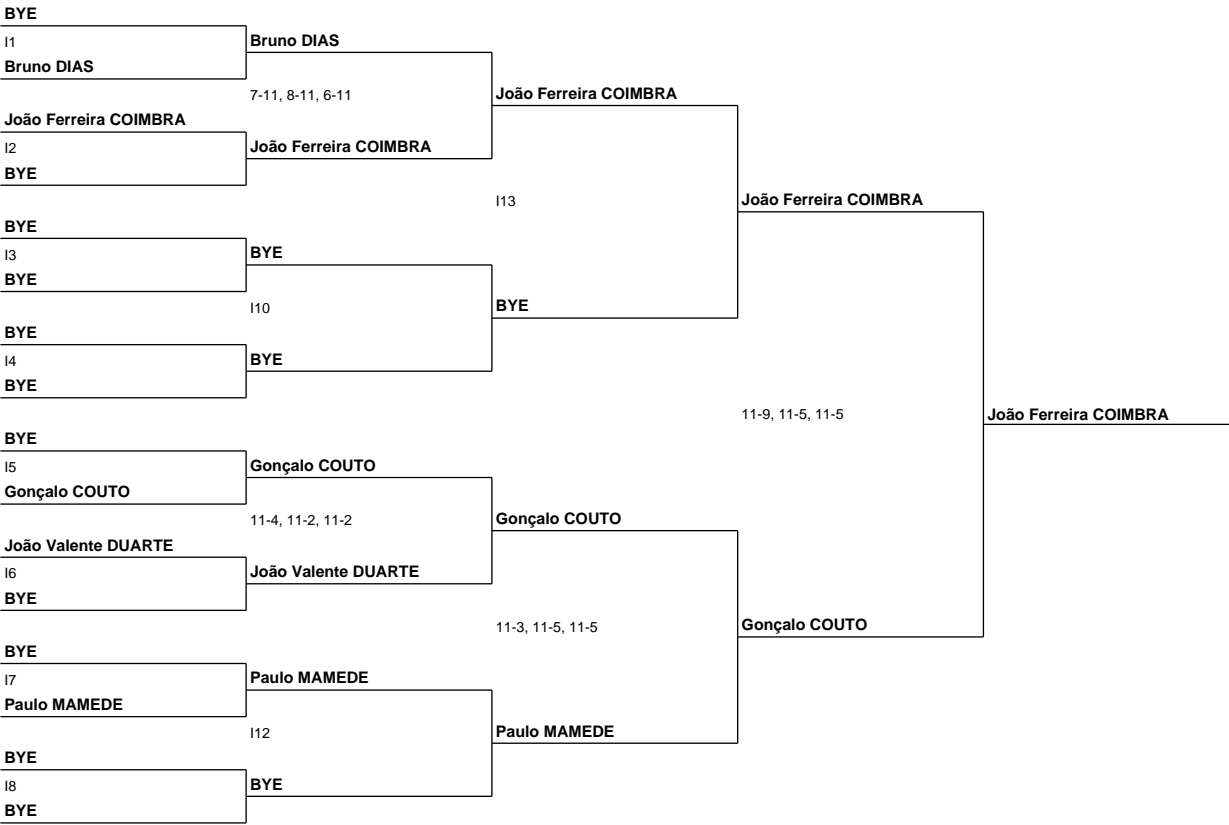 BYE
I1
Bruno DIAS
Bruno DIAS
7-11, 8-11, 6-11
João Ferreira COIMBRA
João Ferreira COIMBRA
I2
João Ferreira COIMBRA
BYE
I13
João Ferreira COIMBRA
BYE
I3
BYE
BYE
I10
BYE
BYE
I4
BYE
BYE
11-9, 11-5, 11-5
João Ferreira COIMBRA
BYE
I5
Gonçalo COUTO
Gonçalo COUTO
11-4, 11-2, 11-2
Gonçalo COUTO
João Valente DUARTE
I6
João Valente DUARTE
BYE
11-3, 11-5, 11-5
Gonçalo COUTO
BYE
I7
Paulo MAMEDE
Paulo MAMEDE
I12
Paulo MAMEDE
BYE
I8
BYE
BYE